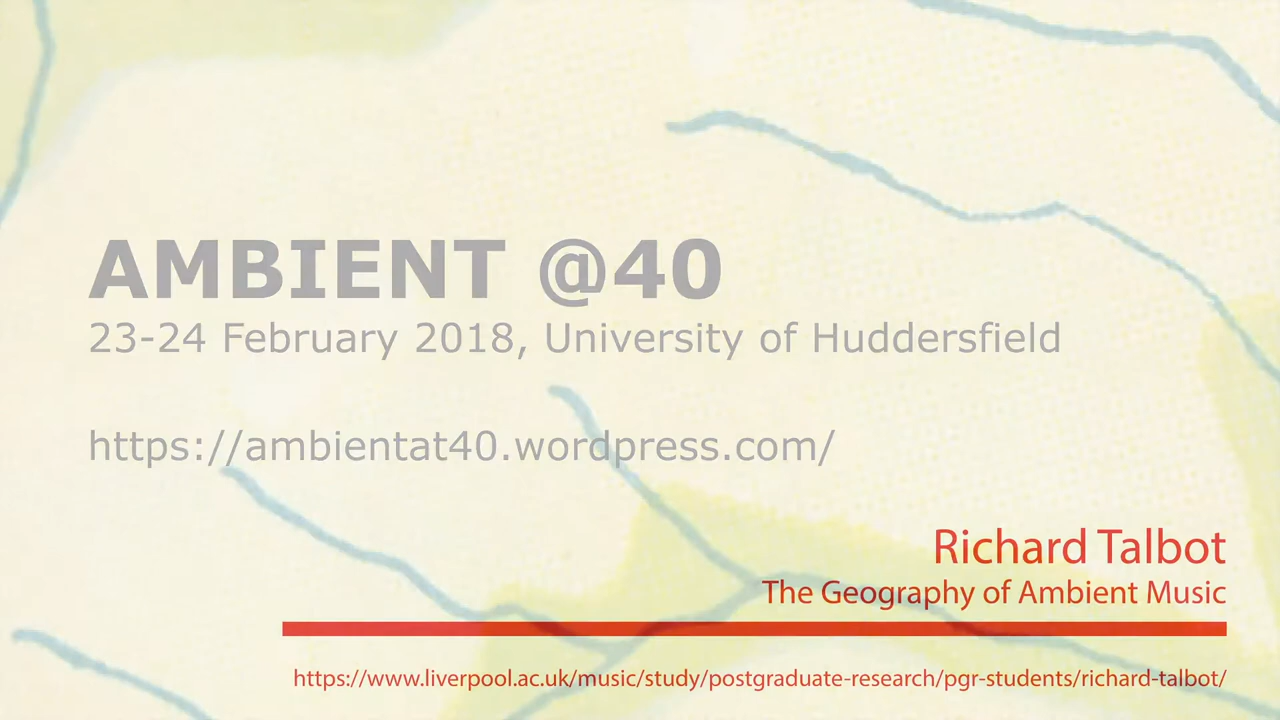 AMBIENT @40
23-24 February 2018, University of Huddersfield
https://ambientat40.wordpress.com/
Richard Talbot
The Geography of Ambient Music
https://www.liverpool.ac.uk/music/study/postgraduate-research/pgr-students/richard-talbot/